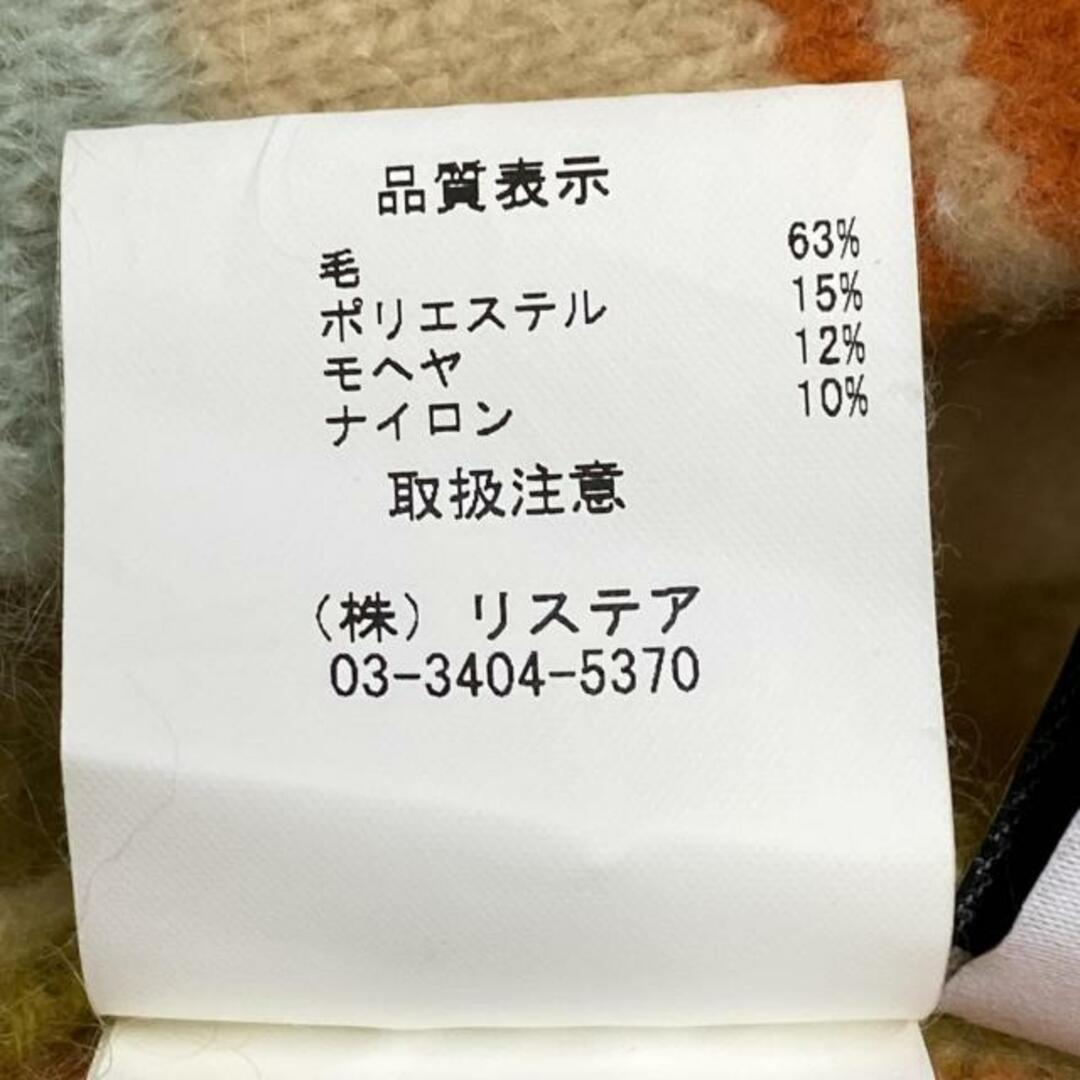 品質表示
毛 63%
ポリエステル 15%
モヘヤ 12%
ナイロン 10%
取扱注意
（株）リステア
03-3404-5370